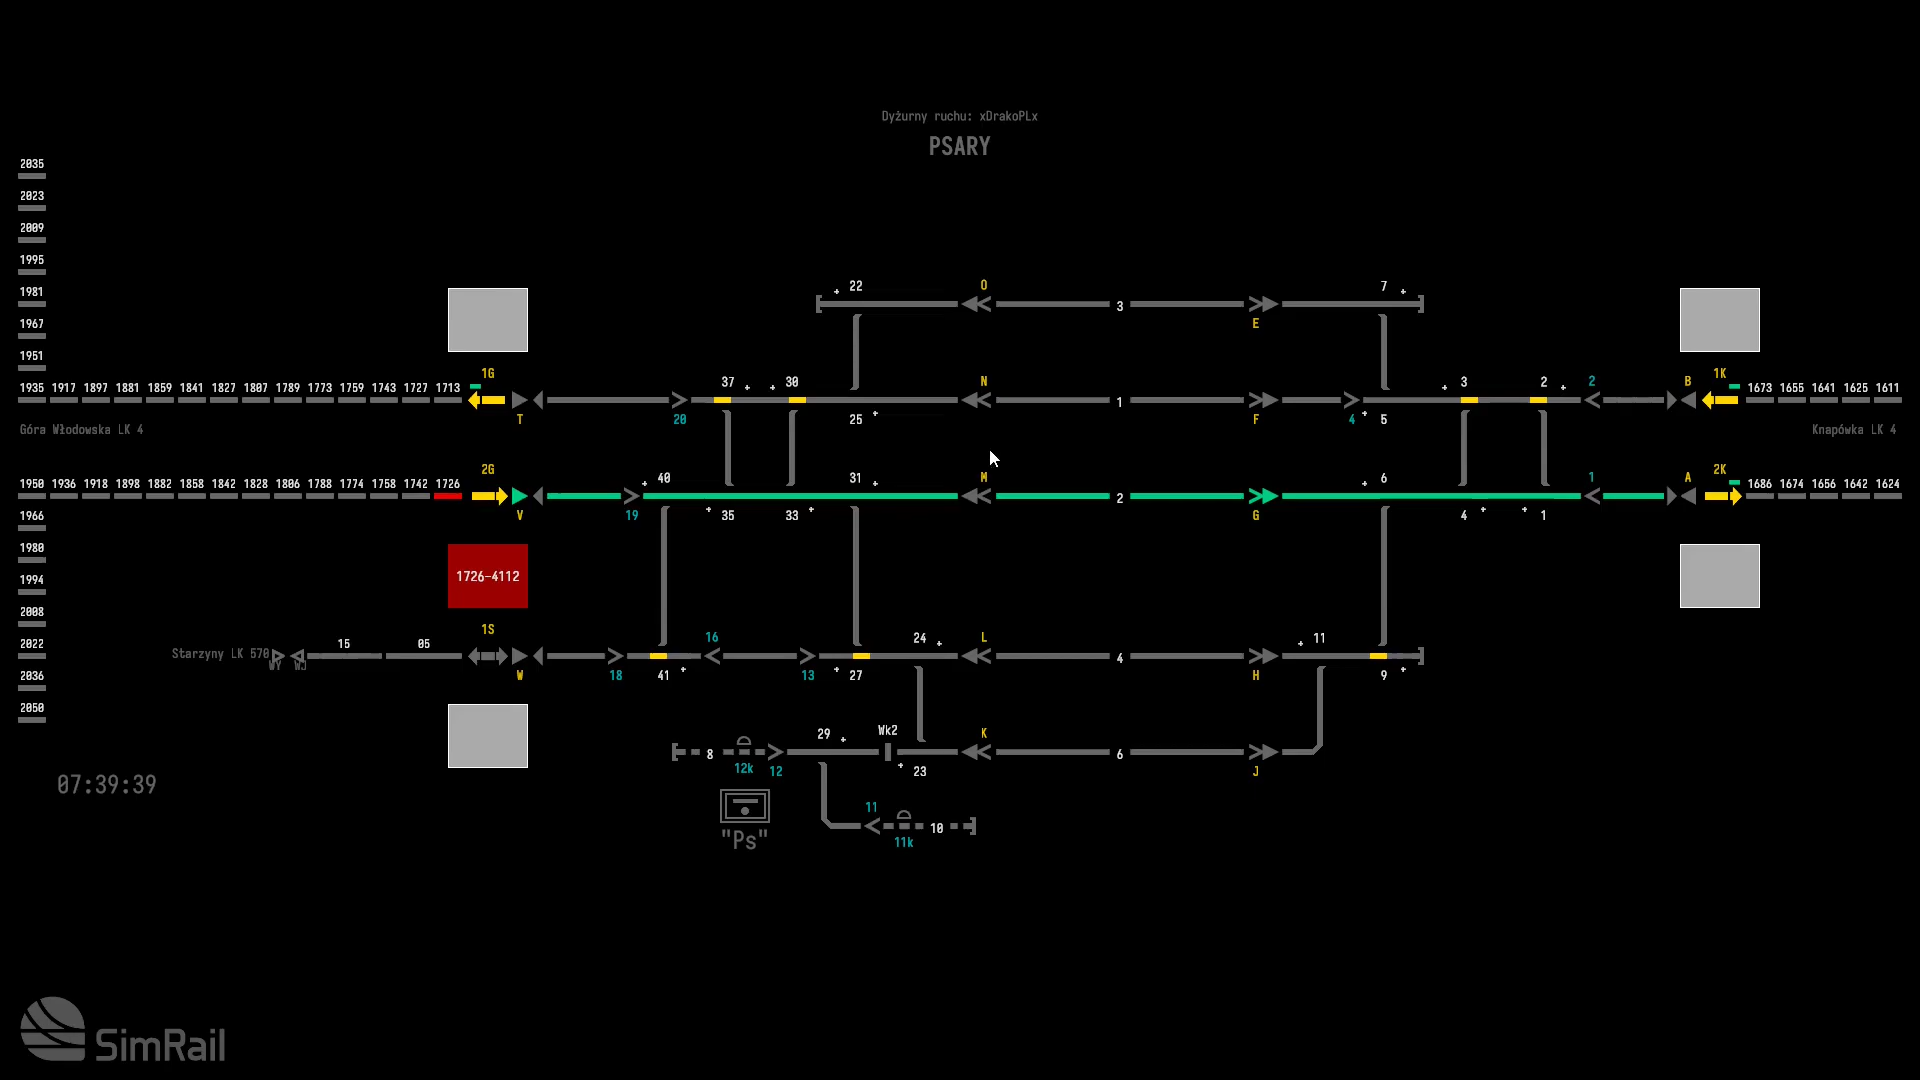 Dyżurny ruchu: xDrakoPLx
PSARY
2035
2023
2009
1995
1981
1967
1951
22 O 3 E 7
1935 1917 1897 1881 1859 1841 1827 1807 1789 1773 1759 1743 1727 1713 1G T 20 37 30 25 N 1 F 4 5 3 2 2 B 1K 1673 1655 1641 1625 1611
Góra Włodowska LK 4
Knapówka LK 4
1950 1936 1918 1898 1882 1858 1842 1828 1806 1788 1774 1758 1742 1726 2G V 19 40 35 33 31 M 2 G 6 4 1 1 A 2K 1686 1674 1656 1642 1624
1966
1980
1994
2008
2022
2036
2050
1726-4112
Starzyny LK 570 WY WJ 15 05 1S W 18 41 16 13 27 24 L 4 H 11 9
8 12k 12 29 Wk2 23 K 6 J
11 11k 10
"Ps"
07:39:39
SimRail